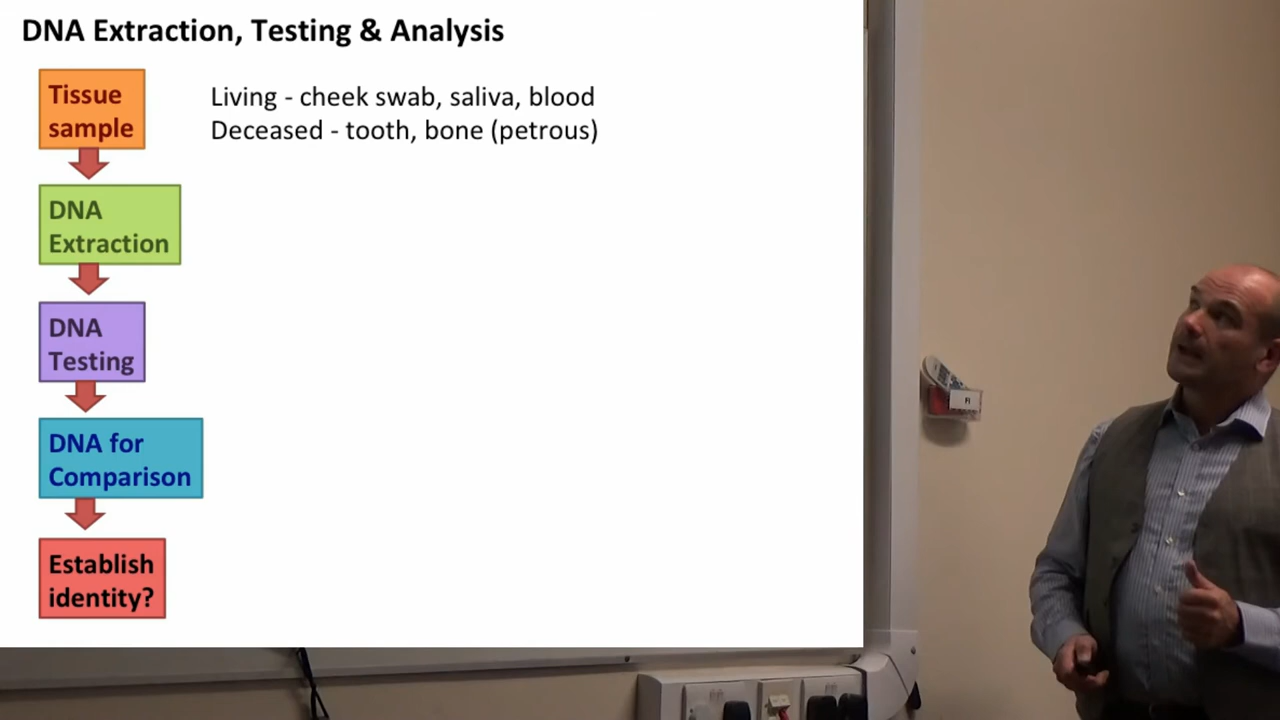 DNA Extraction, Testing & Analysis
Tissue
sample
Living - cheek swab, saliva, blood
Deceased - tooth, bone (petrous)
DNA
Extraction
DNA
Testing
DNA for
Comparison
Establish
identity?